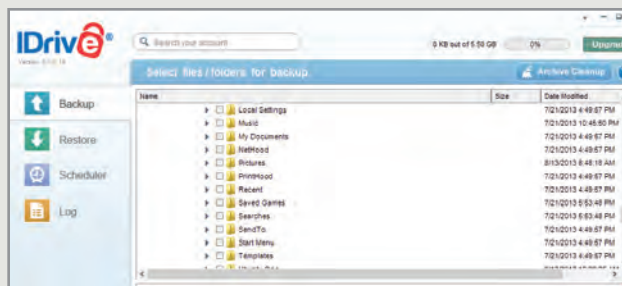 IDrive®
Search your account
0 KB out of 5.50 GB
0%
Select files / folders for backup
Archive Cleanup
Name
Size
Date Modified
Backup
Restore
Scheduler
Log
Local Settings 7/21/2013 4:49:57 PM
Music 7/21/2013 10:45:50 PM
My Documents 7/21/2013 4:49:57 PM
NetHood 7/21/2013 4:49:57 PM
Pictures 8/13/2013 8:48:18 AM
PrintHood 7/21/2013 4:49:57 PM
Recent 7/21/2013 4:49:57 PM
Saved Games 7/21/2013 5:53:48 PM
Searches 7/21/2013 5:53:48 PM
SendTo 7/21/2013 4:49:57 PM
Start Menu 7/21/2013 4:49:57 PM
Templates 7/21/2013 4:49:57 PM